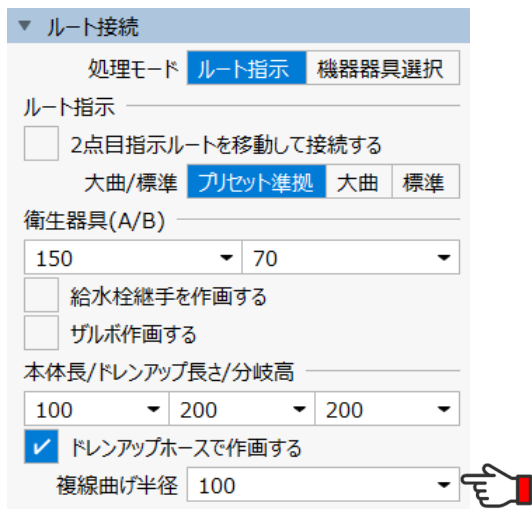 ルート接続
処理モード ルート指示 機器器具選択
ルート指示
2点目指示ルートを移動して接続する
大曲/標準 プリセット準拠 大曲 標準
衛生器具(A/B)
150 70
給水栓継手を作画する
ザルボ作画する
本体長/ドレンアップ長さ/分岐高
100 200 200
ドレンアップホースで作画する
複線曲げ半径 100